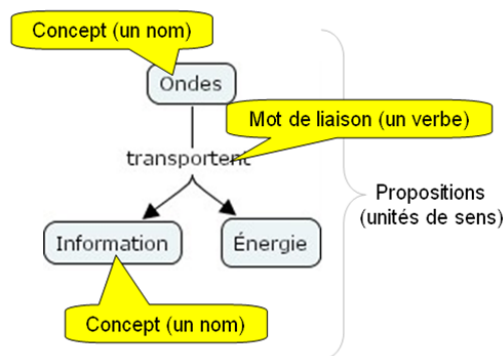 Concept (un nom)
Ondes
Mot de liaison (un verbe)
transportent
Propositions
(unités de sens)
Information
Énergie
Concept (un nom)